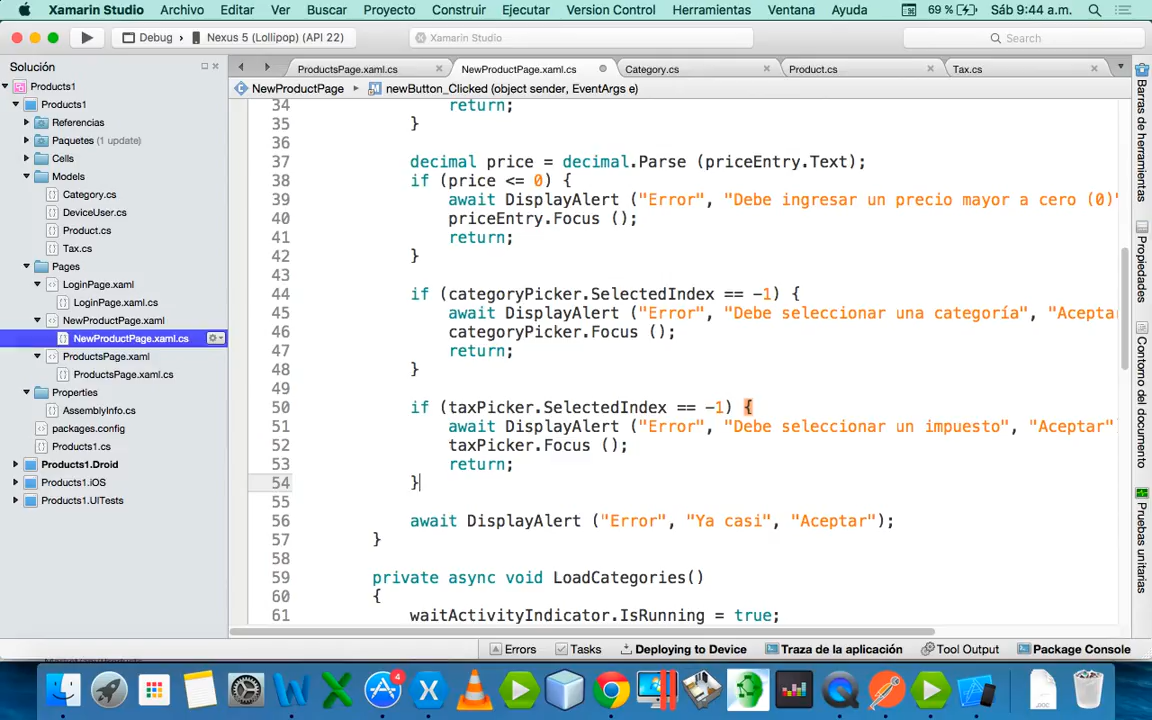 Xamarin Studio Archivo Editar Ver Buscar Proyecto Construir Ejecutar Version Control Herramientas Ventana Ayuda 69 % Sáb 9:44 a.m.
Debug Nexus 5 (Lollipop) (API 22) Xamarin Studio Search
Solución
ProductsPage.xaml.cs NewProductPage.xaml.cs Category.cs Product.cs Tax.cs
NewProductPage newButton_Clicked (object sender, EventArgs e)
Products1
Products1
Referencias
Paquetes (1 update)
Cells
Models
Category.cs
DeviceUser.cs
Product.cs
Tax.cs
Pages
LoginPage.xaml
LoginPage.xaml.cs
NewProductPage.xaml
NewProductPage.xaml.cs
ProductsPage.xaml
ProductsPage.xaml.cs
Properties
AssemblyInfo.cs
packages.config
Products1.cs
Products1.Droid
Products1.iOS
Products1.UITests
34 return;
35 }
36
37 decimal price = decimal.Parse (priceEntry.Text);
38 if (price <= 0) {
39 await DisplayAlert ("Error", "Debe ingresar un precio mayor a cero (0)"
40 priceEntry.Focus ();
41 return;
42 }
43
44 if (categoryPicker.SelectedIndex == -1) {
45 await DisplayAlert ("Error", "Debe seleccionar una categoría", "Acepta
46 categoryPicker.Focus ();
47 return;
48 }
49
50 if (taxPicker.SelectedIndex == -1) {
51 await DisplayAlert ("Error", "Debe seleccionar un impuesto", "Aceptar")
52 taxPicker.Focus ();
53 return;
54 }
55
56 await DisplayAlert ("Error", "Ya casi", "Aceptar");
57 }
58
59 private async void LoadCategories()
60 {
61 waitActivityIndicator.IsRunning = true;
Barras de herramientas
Propiedades
Contorno del documento
Pruebas unitarias
Errors Tasks Deploying to Device Traza de la aplicación Tool Output Package Console
4